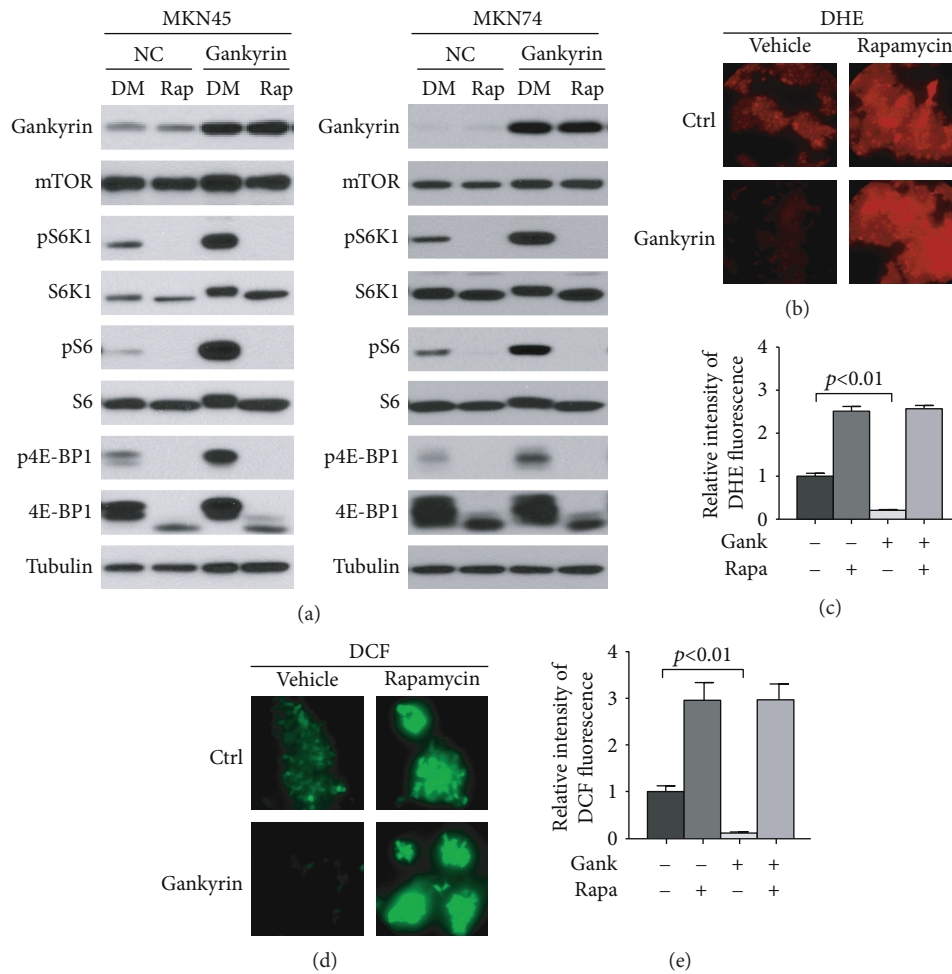 MKN45
NC Gankyrin
DM Rap DM Rap
Gankyrin
mTOR
pS6K1
S6K1
pS6
S6
p4E-BP1
4E-BP1
Tubulin
MKN74
NC Gankyrin
DM Rap DM Rap
Gankyrin
mTOR
pS6K1
S6K1
pS6
S6
p4E-BP1
4E-BP1
Tubulin
(a)
DHE
Vehicle Rapamycin
Ctrl
Gankyrin
(b)
Relative intensity of
DHE fluorescence
4
3
2
1
0
p<0.01
Gank − − + +
Rapa − + − +
(c)
DCF
Vehicle Rapamycin
Ctrl
Gankyrin
(d)
Relative intensity of
DCF fluorescence
4
3
2
1
0
p<0.01
Gank − − + +
Rapa − + − +
(e)